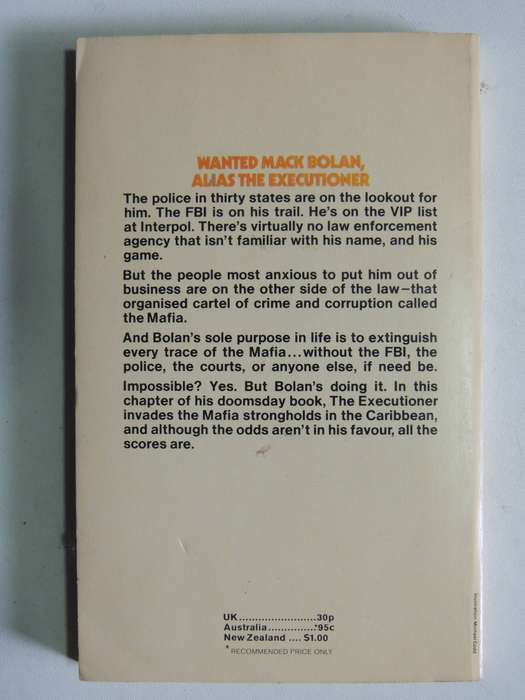 WANTED MACK BOLAN,
ALIAS THE EXECUTIONER
The police in thirty states are on the lookout for
him. The FBI is on his trail. He's on the VIP list
at Interpol. There's virtually no law enforcement
agency that isn't familiar with his name, and his
game.
But the people most anxious to put him out of
business are on the other side of the law–that
organised cartel of crime and corruption called
the Mafia.
And Bolan's sole purpose in life is to extinguish
every trace of the Mafia...without the FBI, the
police, the courts, or anyone else, if need be.
Impossible? Yes. But Bolan's doing it. In this
chapter of his doomsday book, The Executioner
invades the Mafia strongholds in the Caribbean,
and although the odds aren't in his favour, all the
scores are.
UK........................30p
Australia..............*95c
New Zealand .... $1.00
* RECOMMENDED PRICE ONLY